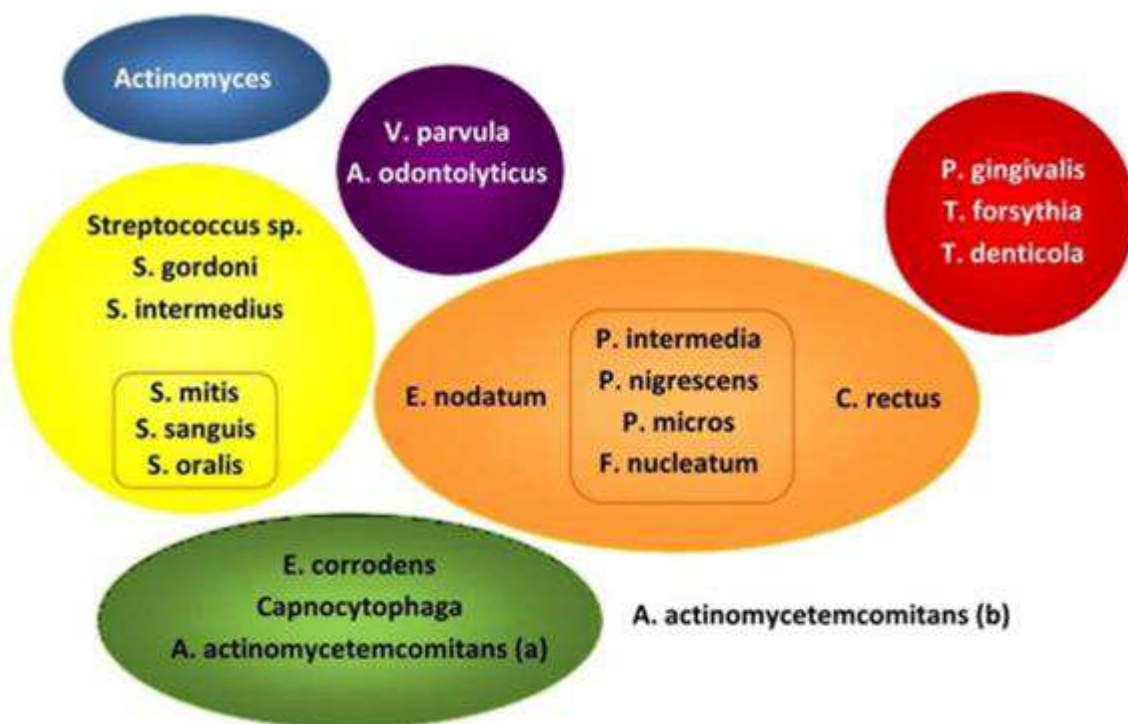 Actinomyces
V. parvula
A. odontolyticus
P. gingivalis
T. forsythia
T. denticola
Streptococcus sp.
S. gordoni
S. intermedius
S. mitis
S. sanguis
S. oralis
E. nodatum
P. intermedia
P. nigrescens
P. micros
F. nucleatum
C. rectus
E. corrodens
Capnocytophaga
A. actinomycetemcomitans (a)
A. actinomycetemcomitans (b)